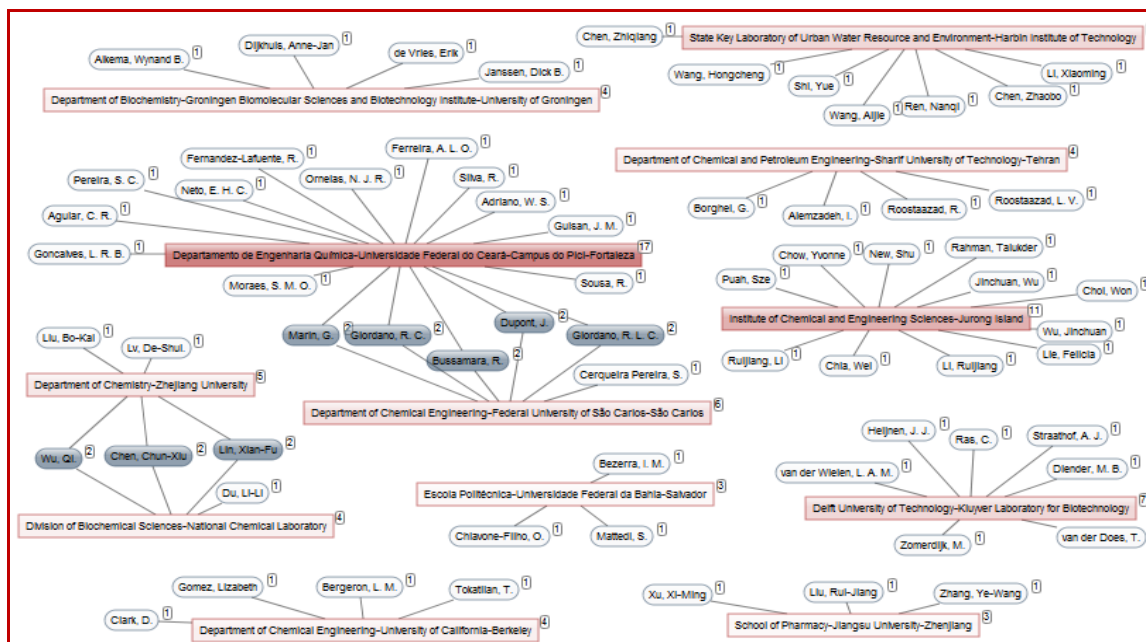 Alkema, Wynand B. 1
Dijkhuis, Anne-Jan 1
de Vries, Erik 1
Janssen, Dick B. 1
Department of Biochemistry-Groningen Biomolecular Sciences and Biotechnology Institute-University of Groningen 4
Chen, Zhiqiang 1
State Key Laboratory of Urban Water Resource and Environment-Harbin Institute of Technology
Wang, Hongcheng 1
Shi, Yue 1
Wang, Aijie 1
Ren, Nanqi 1
Chen, Zhaobo 1
Li, Xiaoming 1
Department of Chemical and Petroleum Engineering-Sharif University of Technology-Tehran 4
Borghei, G. 1
Alemzadeh, I. 1
Roostaazad, R. 1
Roostaazad, L. V. 1
Ferreira, A. L. O. 1
Fernandez-Lafuente, R. 1
Ornelas, N. J. R. 1
Silva, R. 1
Pereira, S. C. 1
Neto, E. H. C. 1
Adriano, W. S. 1
Aguiar, C. R. 1
Guisan, J. M. 1
Goncalves, L. R. B. 1
Departamento de Engenharia Química-Universidade Federal do Ceará-Campus do Pici-Fortaleza 17
Moraes, S. M. O. 1
Sousa, R. 1
Marin, G. 2
Giordano, R. C. 2
Bussamara, R. 2
Dupont, J. 2
Giordano, R. L. C. 2
Cerqueira Pereira, S. 1
Department of Chemical Engineering-Federal University of São Carlos-São Carlos 6
Chow, Yvonne 1
New, Shu 1
Rahman, Talukder 1
Puah, Sze 1
Jinchuan, Wu 1
Choi, Won 1
Institute of Chemical and Engineering Sciences-Jurong Island 11
Wu, Jinchuan 1
Lie, Felicia 1
Ruijiang, Li 1
Chia, Wei 1
Li, Ruijiang 1
Liu, Bo-Kai 1
Lv, De-Shui. 1
Department of Chemistry-Zhejiang University 5
Wu, Qi. 2
Chen, Chun-Xiu 2
Lin, Xian-Fu 2
Du, Li-Li 1
Division of Biochemical Sciences-National Chemical Laboratory 4
Bezerra, I. M. 1
Escola Politécnica-Universidade Federal da Bahia-Salvador 3
Chiavone-Filho, O. 1
Mattedi, S. 1
Heijnen, J. J. 1
Ras, C. 1
Straathof, A. J. 1
van der Wielen, L. A. M. 1
Diender, M. B. 1
Delft University of Technology-Kluyver Laboratory for Biotechnology 7
Zomerdijk, M. 1
van der Does, T.
Gomez, Lizabeth 1
Bergeron, L. M. 1
Tokatlian, T. 1
Clark, D. 1
Department of Chemical Engineering-University of California-Berkeley 4
Xu, Xi-Ming 1
Liu, Rui-Jiang 1
Zhang, Ye-Wang 1
School of Pharmacy-Jiangsu University-Zhenjiang 3